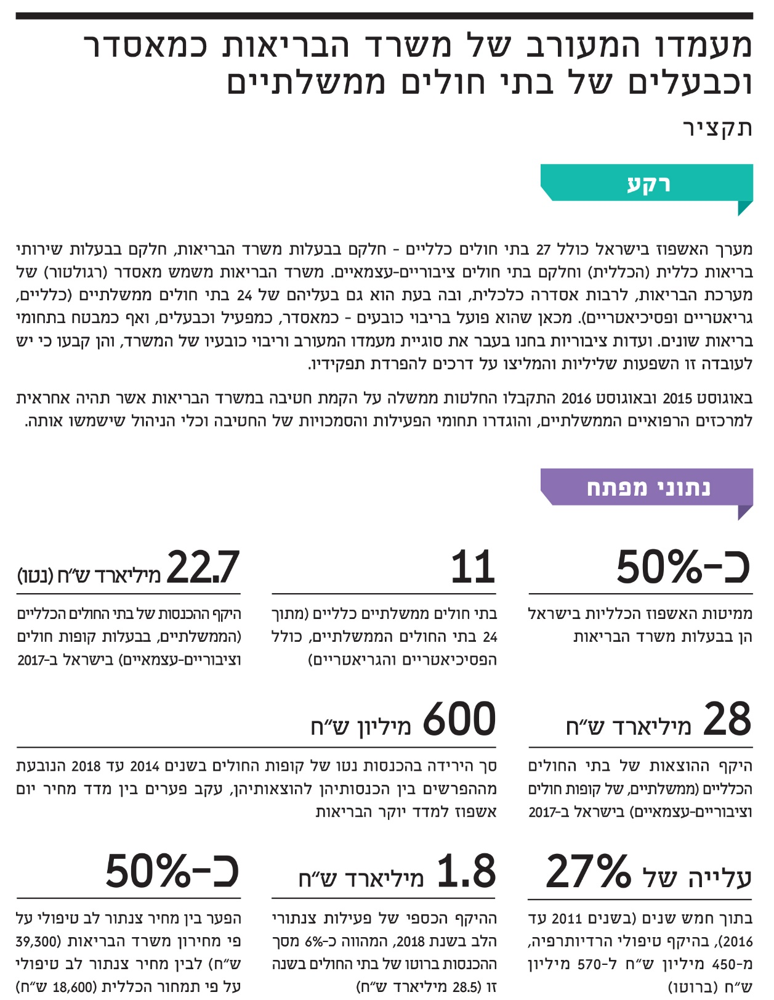 מעמדו המעורב של משרד הבריאות כמאסדר
וכבעלים של בתי חולים ממשלתיים
תקציר
רקע
מערך האשפוז בישראל כולל 27 בתי חולים כלליים - חלקם בבעלות משרד הבריאות, חלקם בבעלות שירותי
בריאות כללית (הכללית) וחלקם בתי חולים ציבוריים-עצמאיים. משרד הבריאות משמש מאסדר (רגולטור) של
מערכת הבריאות, לרבות אסדרה כלכלית, ובה בעת הוא גם בעליהם של 24 בתי חולים ממשלתיים (כלליים,
גריאטריים ופסיכיאטריים). מכאן שהוא פועל בריבוי כובעים - כמאסדר, כמפעיל וכבעלים, ואף כמבטח בתחומי
בריאות שונים. ועדות ציבוריות בחנו בעבר את סוגיית מעמדו המעורב וריבוי כובעיו של המשרד, והן קבעו כי יש
לעובדה זו השפעות שליליות והמליצו על דרכים להפרדת תפקידיו.
באוגוסט 2015 ובאוגוסט 2016 התקבלו החלטות ממשלה על הקמת חטיבה במשרד הבריאות אשר תהיה אחראית
למרכזים הרפואיים הממשלתיים, והוגדרו תחומי הפעילות והסמכויות של החטיבה וכלי הניהול שישמשו אותה.
נתוני מפתח
כ-50%
ממיטות האשפוז הכלליות בישראל
הן בבעלות משרד הבריאות
11
בתי חולים ממשלתיים כלליים (מתוך
24 בתי החולים הממשלתיים, כולל
הפסיכיאטריים והגריאטריים)
22.7 מיליארד ש"ח (נטו)
היקף ההכנסות של בתי החולים הכלליים
(הממשלתיים, בבעלות קופות חולים
וציבוריים-עצמאיים) בישראל ב-2017
28 מיליארד ש"ח
היקף ההוצאות של בתי החולים
הכלליים (ממשלתיים, של קופות חולים
וציבוריים-עצמאיים) בישראל ב-2017
600 מיליון ש"ח
סך הירידה בהכנסות נטו של קופות החולים בשנים 2014 עד 2018 הנובעת
מההפרשים בין הכנסותיהן להוצאותיהן, עקב פערים בין מדד מחיר יום
אשפוז למדד יוקר הבריאות
עלייה של 27%
בתוך חמש שנים (בשנים 2011 עד
2016), בהיקף טיפולי הרדיותרפיה,
מ-450 מיליון ש"ח ל-570 מיליון
ש"ח (ברוטו)
1.8 מיליארד ש"ח
ההיקף הכספי של פעילות צנתורי
הלב בשנת 2018, המהווה כ-6% מסך
ההכנסות ברוטו של בתי החולים בשנה
זו (28.5 מיליארד ש"ח)
כ-50%
הפער בין מחיר צנתור לב טיפולי על
פי מחירון משרד הבריאות (39,300
ש"ח) לבין מחיר צנתור לב טיפולי
על פי תמחור הכללית (18,600 ש"ח)